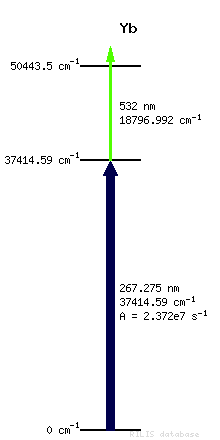 Yb
50443.5 cm⁻¹
532 nm
18796.992 cm⁻¹
37414.59 cm⁻¹
267.275 nm
37414.59 cm⁻¹
A = 2.372e7 s⁻¹
0 cm⁻¹
RILIS database